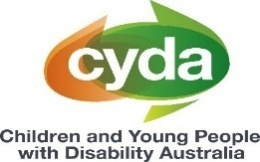 cyda
Children and Young People
with Disability Australia